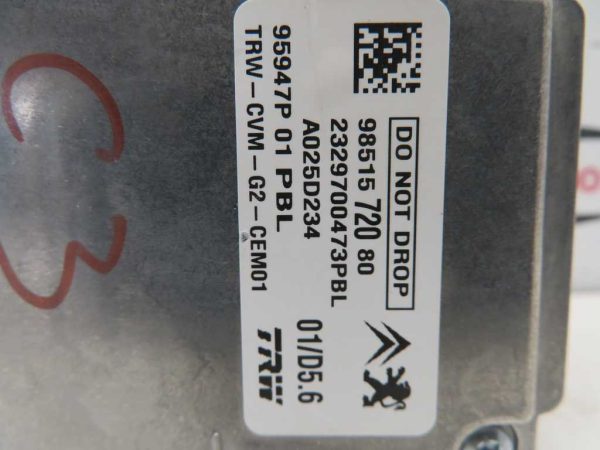 DO NOT DROP
98515 720 80
2329700473PBL
A025D234
01/D5.6
95947P 01 PBL
TRW-CVM-G2-CEM01
TRW
C3